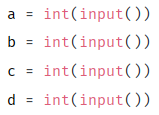 a = int(input())
b = int(input())
c = int(input())
d = int(input())